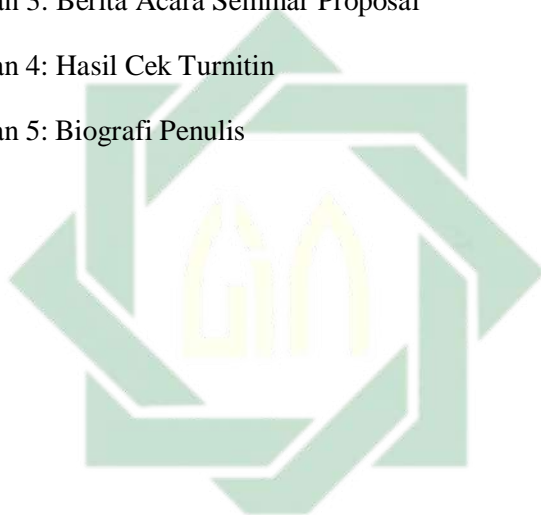 an 3: Berita Acara Seminar Proposal
an 4: Hasil Cek Turnitin
an 5: Biografi Penulis